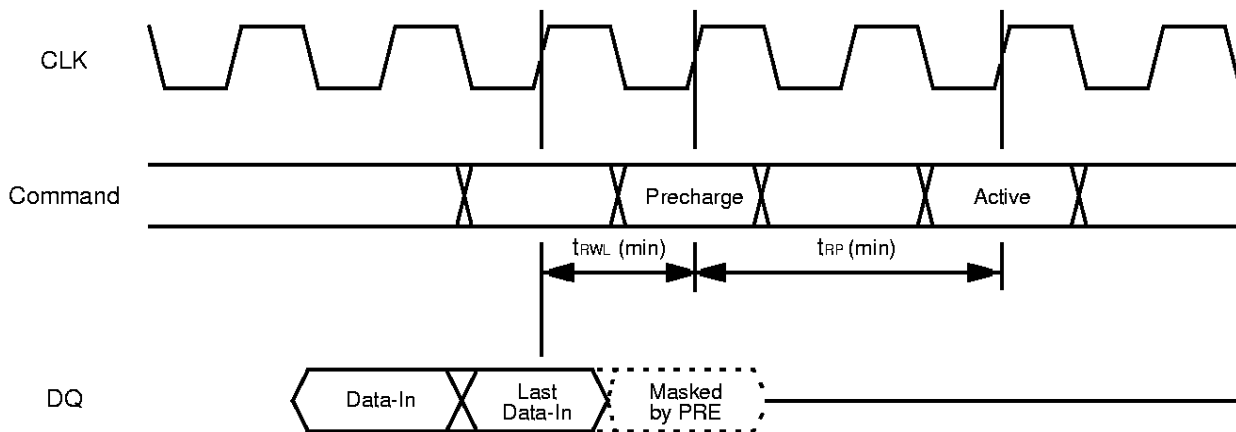 CLK
Command
Precharge
Active
tRWL (min)
tRP (min)
DQ
Data-In
Last
Data-In
Masked
by PRE